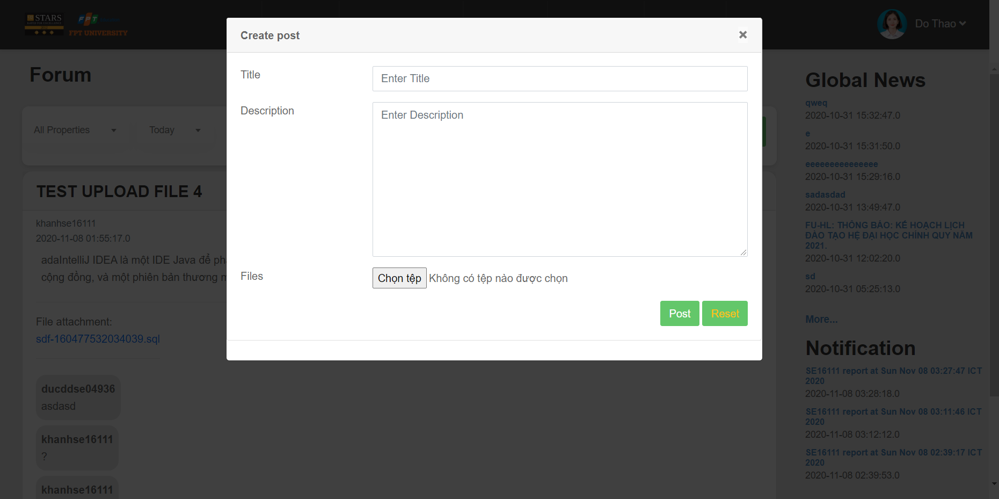 STARS
RATED FOR EXCELLENCE
FPT
FPT UNIVERSITY
Do Thao
Create post
Title
Enter Title
Description
Enter Description
Files
Chọn tệp Không có tệp nào được chọn
Post Reset
Forum
All Properties Today
TEST UPLOAD FILE 4
khanhse16111
2020-11-08 01:55:17.0
adaIntelliJ IDEA là một IDE Java để ph
cộng đồng, và một phiên bản thương m
File attachment:
sdf-160477532034039.sql
ducddse04936
asdasd
khanhse16111
?
khanhse16111
Global News
qweq
2020-10-31 15:32:47.0
e
2020-10-31 15:31:50.0
eeeeeeeeeeeeeee
2020-10-31 15:29:16.0
sadasdad
2020-10-31 13:49:47.0
FU-HL: THÔNG BÁO: KẾ HOẠCH LỊCH
ĐÀO TẠO HỆ ĐẠI HỌC CHÍNH QUY NĂM
2021.
2020-10-31 12:02:20.0
sd
2020-10-31 05:25:13.0
More...
Notification
SE16111 report at Sun Nov 08 03:27:47 ICT
2020
2020-11-08 03:28:18.0
SE16111 report at Sun Nov 08 03:11:46 ICT
2020
2020-11-08 03:12:12.0
SE16111 report at Sun Nov 08 02:39:17 ICT
2020
2020-11-08 02:39:53.0